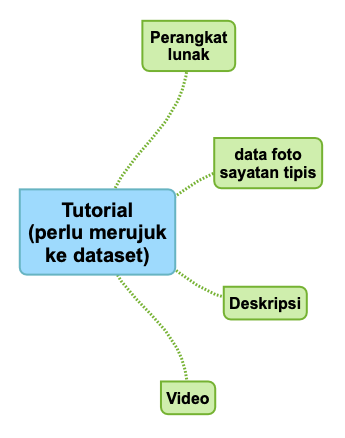 Perangkat
lunak
data foto
sayatan tipis
Tutorial
(perlu merujuk
ke dataset)
Deskripsi
Video